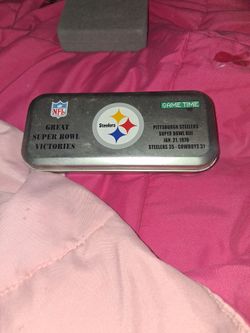 NFL
GREAT
SUPER BOWL
VICTORIES
Steelers
GAME TIME
PITTSBURGH STEELERS
SUPER BOWL XIII
JAN. 21, 1979
STEELERS 35 - COWBOYS 31